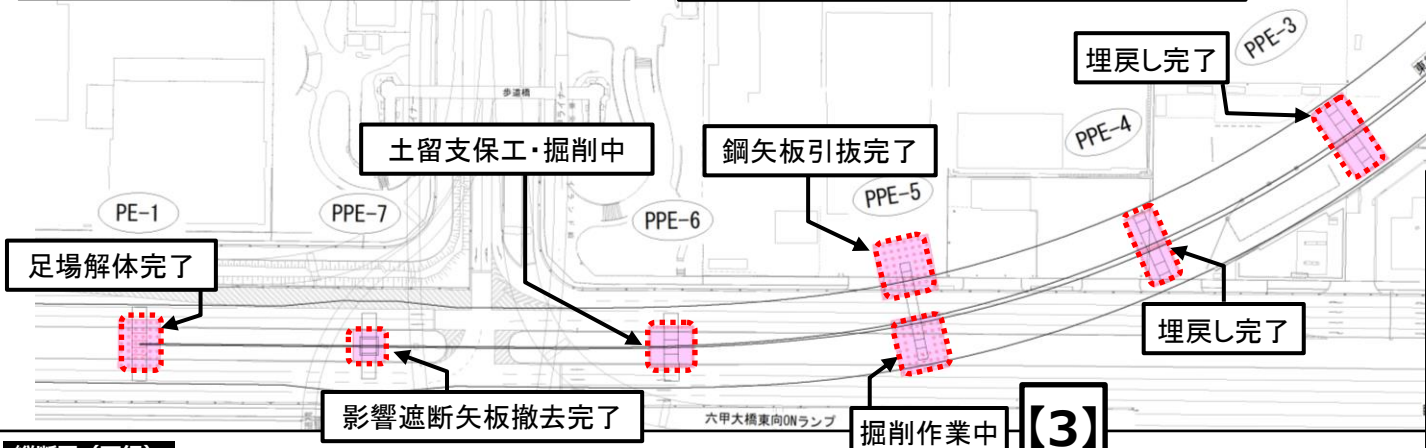 PPE-3
埋戻し完了
歩道橋
土留支保工・掘削中
鋼矢板引抜完了
PPE-4
PE-1
PPE-7
PPE-6
PPE-5
足場解体完了
埋戻し完了
影響遮断矢板撤去完了
六甲大橋東向ONランプ
掘削作業中
【3】